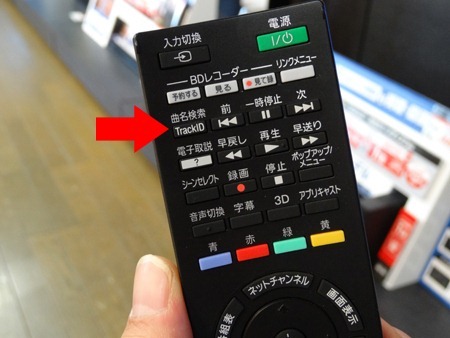 電源
入力切換
I/⏻
BDレコーダー
リンクメニュー
予約する
見る
●見て録
曲名検索
前
一時停止
次
TrackID
電子取説
早戻し
再生
早送り
?
シーンセレクト
録画
停止
ポップアップ/
メニュー
音声切換
字幕
3D
アプリキャスト
青
赤
緑
黄
ネットチャンネル
番組表
画面表示